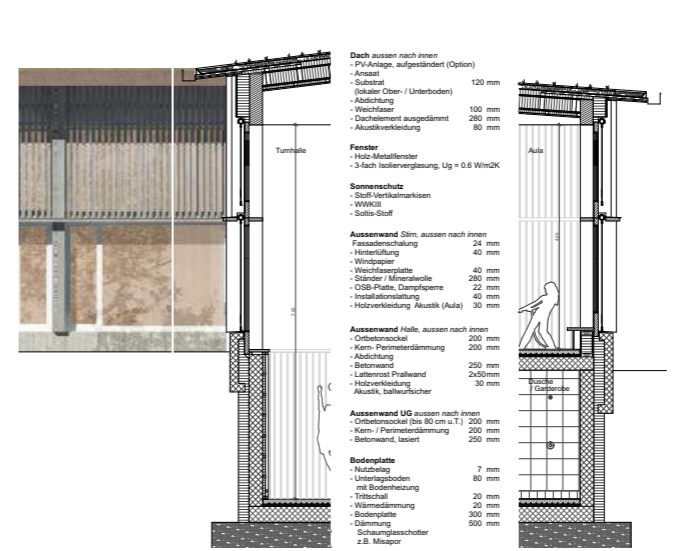 Dach aussen nach innen
- PV-Anlage, aufgeständert (Option)
- Ansaat
- Substrat 120 mm
(lokaler Ober- / Unterboden)
- Abdichtung
- Weichfaser 100 mm
- Dachelement ausgedämmt 280 mm
- Akustikverkleidung 80 mm
Turnhalle
Aula
Fenster
- Holz-Metallfenster
- 3-fach Isolierverglasung, Ug = 0.6 W/m2K
Sonnenschutz
- Stoff-Vertikalmarkisen
- WWKIII
- Soltis-Stoff
Aussenwand Stirn, aussen nach innen
Fassadenschalung 24 mm
- Hinterlüftung 40 mm
- Windpapier
- Weichfaserplatte 40 mm
- Ständer / Mineralwolle 280 mm
- OSB-Platte, Dampfsperre 22 mm
- Installationslattung 40 mm
- Holzverkleidung Akustik (Aula) 30 mm
Aussenwand Halle, aussen nach innen
- Ortbetonsockel 200 mm
- Kern- Perimeterdämmung 200 mm
- Abdichtung
- Betonwand 250 mm
- Lattenrost Prallwand 2x50mm
- Holzverkleidung 30 mm
Akustik, ballwurfsicher
Dusche
/ Garderobe
Aussenwand UG aussen nach innen
- Ortbetonsockel (bis 80 cm u.T.) 200 mm
- Kern- / Perimeterdämmung 200 mm
- Betonwand, lasiert 250 mm
Bodenplatte
- Nutzbelag 7 mm
- Unterlagsboden 80 mm
mit Bodenheizung
- Trittschall 20 mm
- Wärmedämmung 20 mm
- Bodenplatte 300 mm
- Dämmung 500 mm
Schaumglasschotter
z.B. Misapor